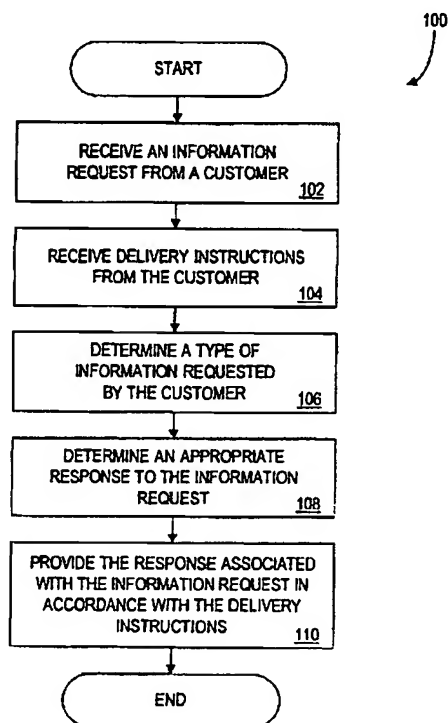 100
START
RECEIVE AN INFORMATION
REQUEST FROM A CUSTOMER
102
RECEIVE DELIVERY INSTRUCTIONS
FROM THE CUSTOMER
104
DETERMINE A TYPE OF
INFORMATION REQUESTED
BY THE CUSTOMER
106
DETERMINE AN APPROPRIATE
RESPONSE TO THE INFORMATION
REQUEST
108
PROVIDE THE RESPONSE ASSOCIATED
WITH THE INFORMATION REQUEST IN
ACCORDANCE WITH THE DELIVERY
INSTRUCTIONS
110
END